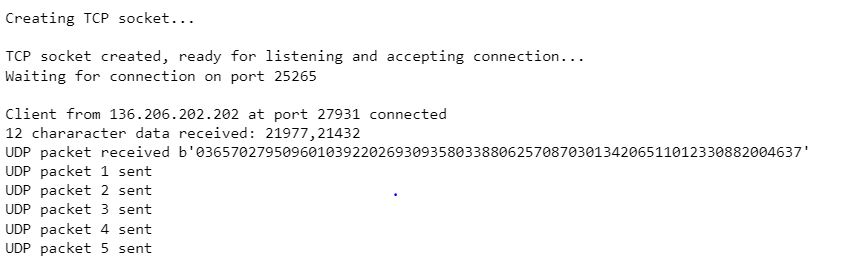 Creating TCP socket...
TCP socket created, ready for listening and accepting connection...
Waiting for connection on port 25265
Client from 136.206.202.202 at port 27931 connected
12 chararacter data received: 21977,21432
UDP packet received b'0365702795096010392202693093580338806257087030134206511012330882004637'
UDP packet 1 sent
UDP packet 2 sent
UDP packet 3 sent
UDP packet 4 sent
UDP packet 5 sent